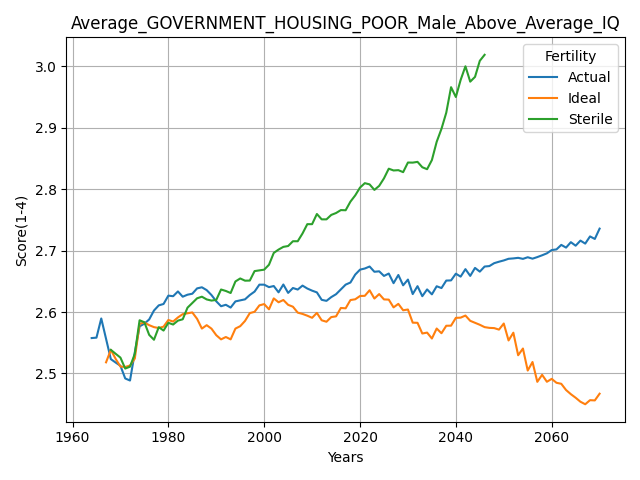 Average_GOVERNMENT_HOUSING_POOR_Male_Above_Average_IQ
Score(1-4)
3.0
2.9
2.8
2.7
2.6
2.5
Fertility
Actual
Ideal
Sterile
1960 1980 2000 2020 2040 2060
Years